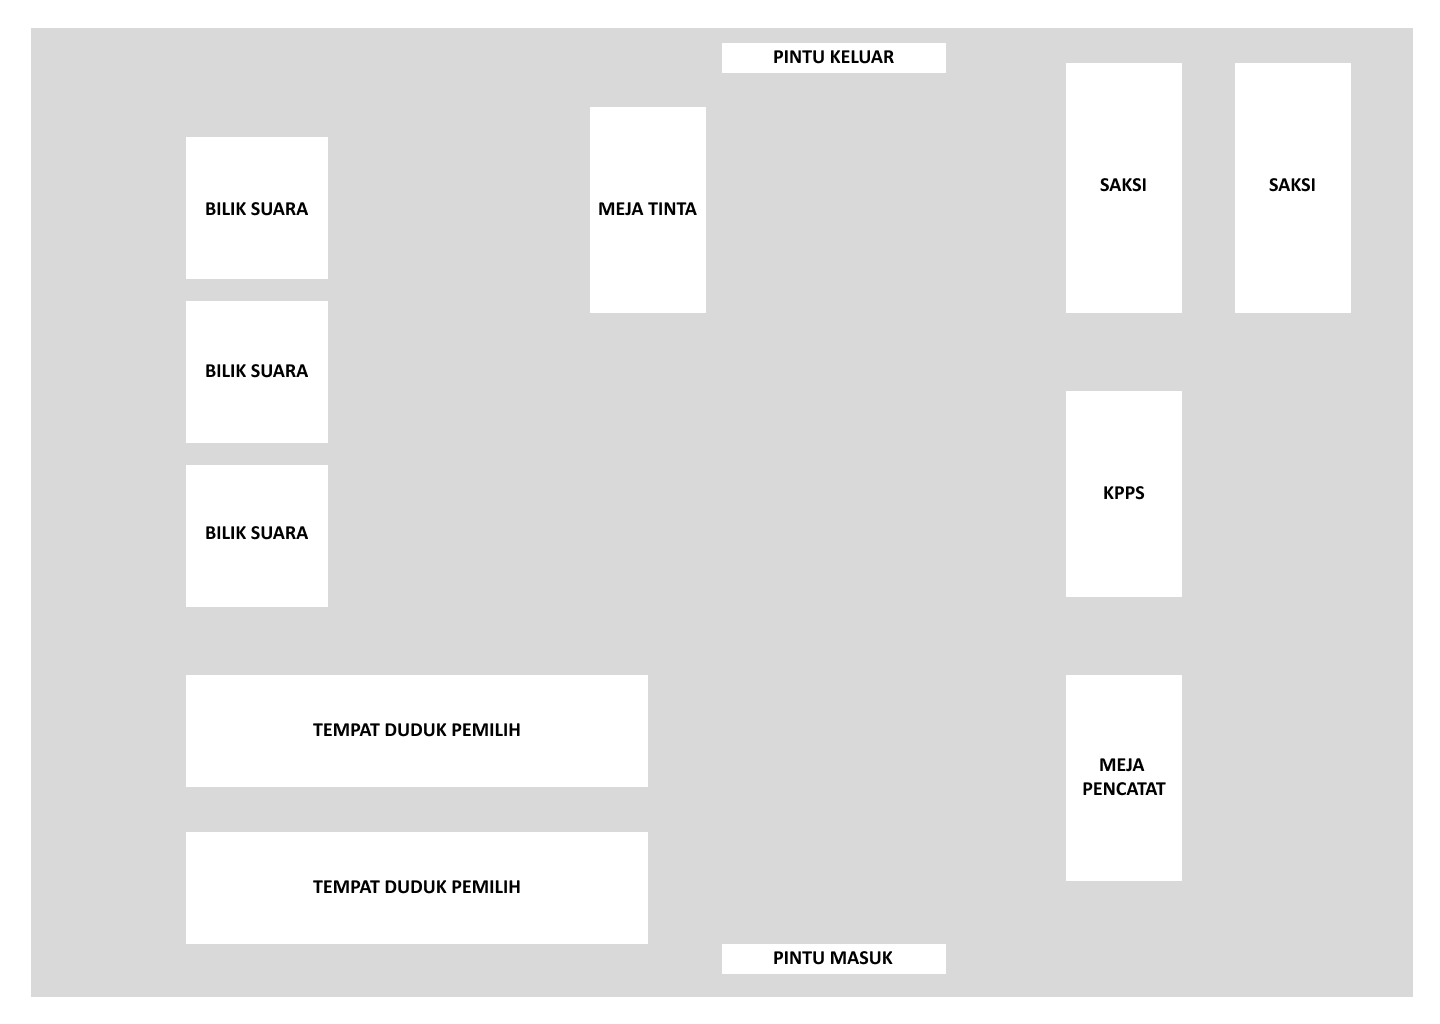 PINTU KELUAR
SAKSI
SAKSI
BILIK SUARA
MEJA TINTA
BILIK SUARA
KPPS
BILIK SUARA
TEMPAT DUDUK PEMILIH
MEJA
PENCATAT
TEMPAT DUDUK PEMILIH
PINTU MASUK